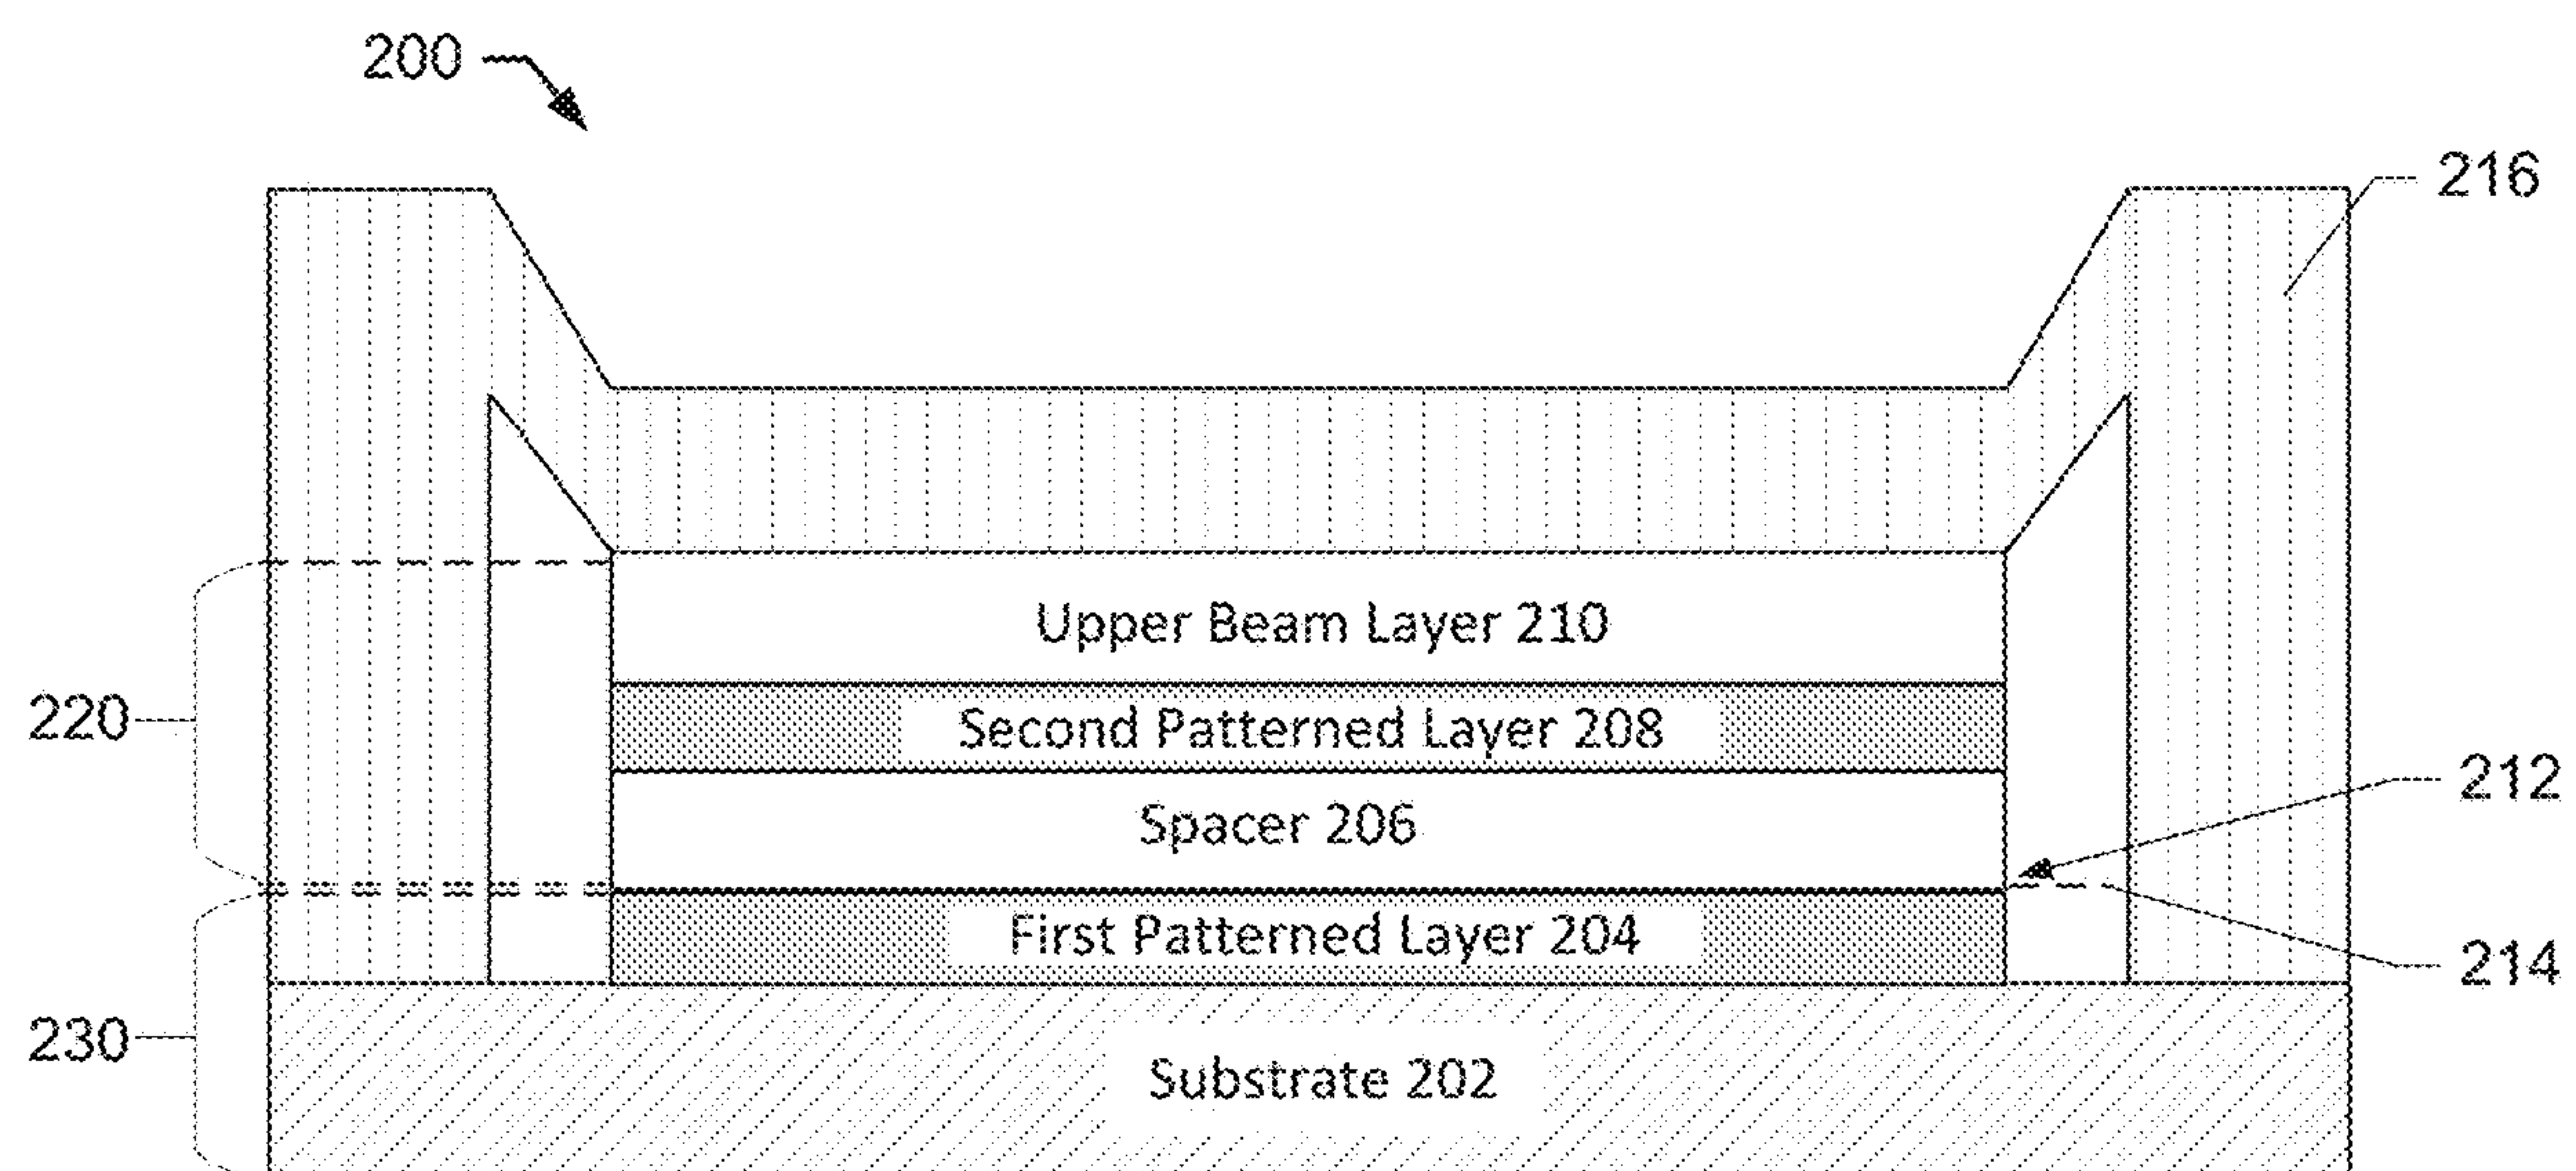 200
216
Upper Beam Layer 210
220
Second Patterned Layer 208
212
Spacer 206
First Patterned Layer 204
214
230
Substrate 202